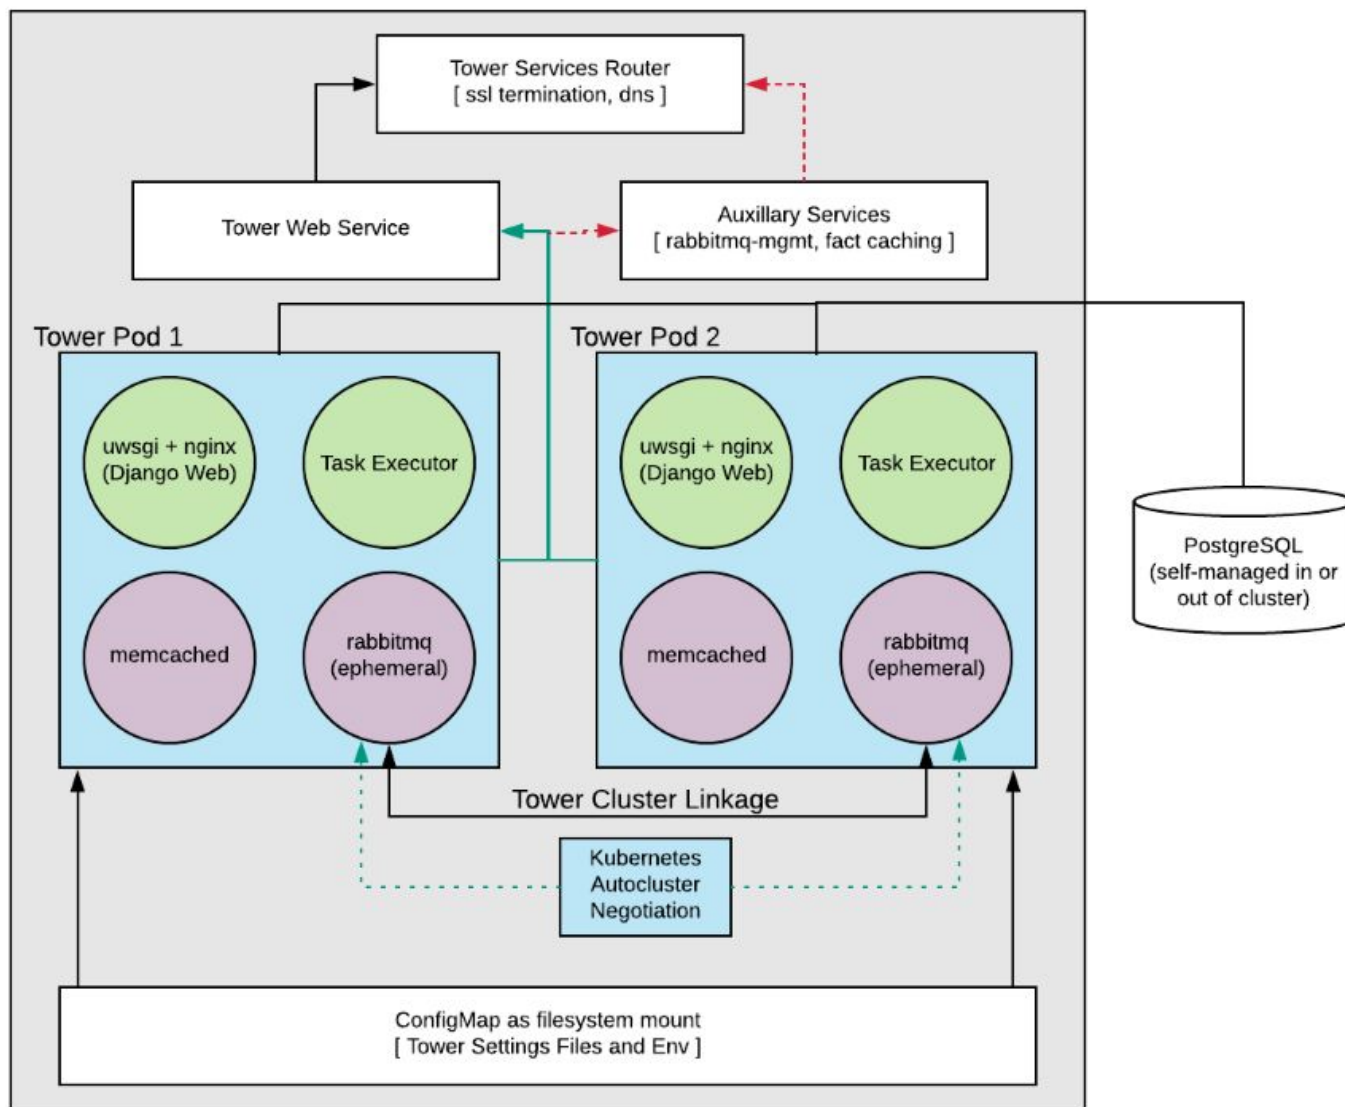 Tower Services Router
[ ssl termination, dns ]
Tower Web Service
Auxillary Services
[ rabbitmq-mgmt, fact caching ]
Tower Pod 1
uwsgi + nginx
(Django Web)
Task Executor
memcached
rabbitmq
(ephemeral)
Tower Pod 2
uwsgi + nginx
(Django Web)
Task Executor
memcached
rabbitmq
(ephemeral)
PostgreSQL
(self-managed in or
out of cluster)
Tower Cluster Linkage
Kubernetes
Autocluster
Negotiation
ConfigMap as filesystem mount
[ Tower Settings Files and Env ]